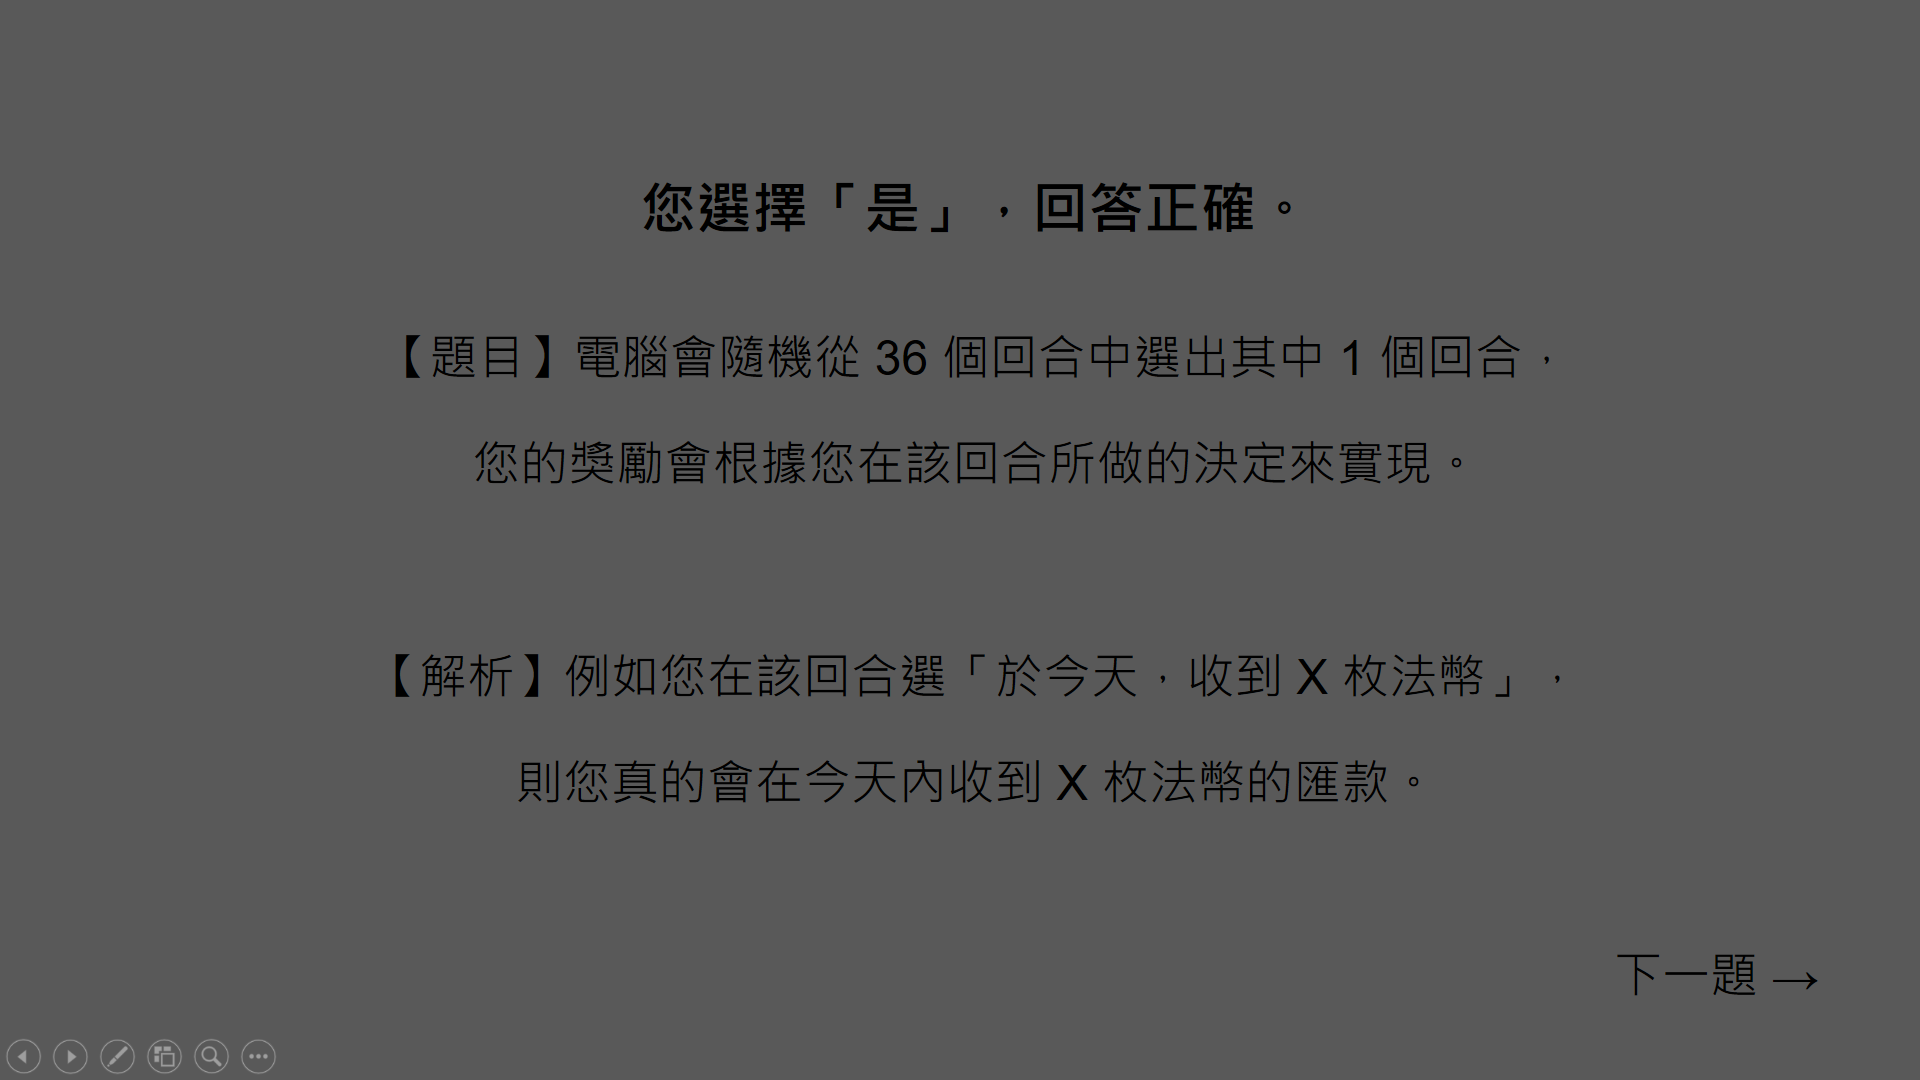 您選擇「是」，回答正確。
【題目】電腦會隨機從 36 個回合中選出其中 1 個回合，
您的獎勵會根據您在該回合所做的決定來實現。
【解析】例如您在該回合選「於今天，收到 X 枚法幣」，
則您真的會在今天內收到 X 枚法幣的匯款。
下一題 →